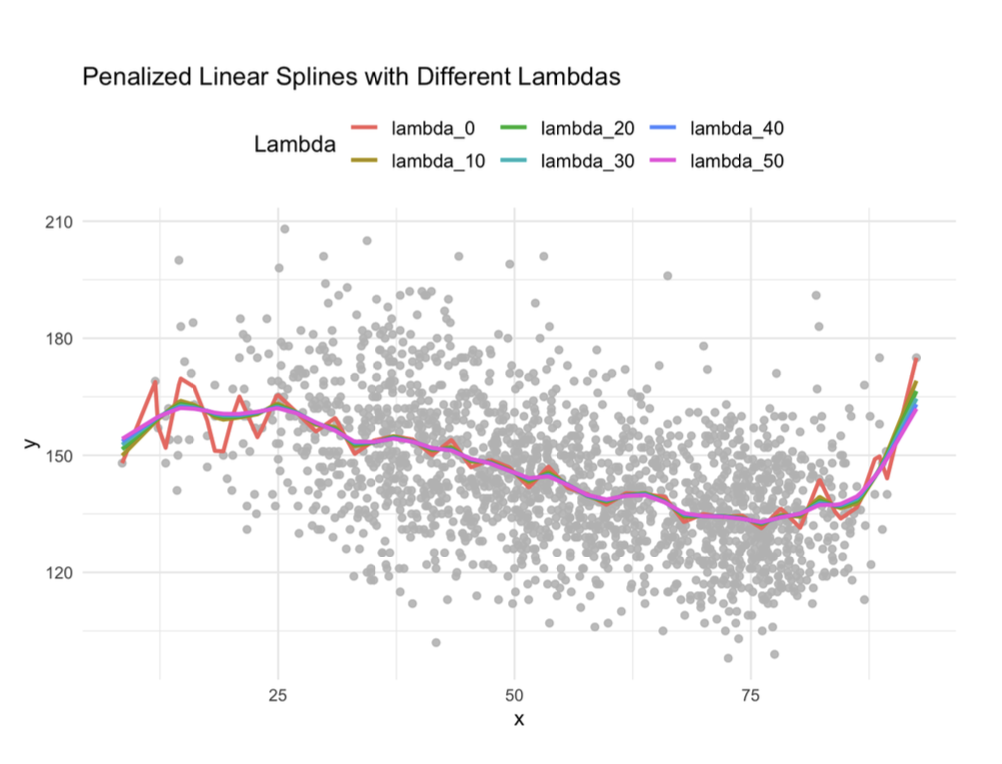 Penalized Linear Splines with Different Lambdas
Lambda
lambda_0 lambda_20 lambda_40
lambda_10 lambda_30 lambda_50
210
180
150
120
y
25 50 75
x